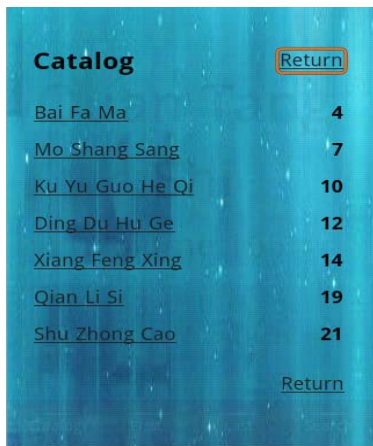 Catalog Return
Bai Fa Ma 4
Mo Shang Sang 7
Ku Yu Guo He Qi 10
Ding Du Hu Ge 12
Xiang Feng Xing 14
Qian Li Si 19
Shu Zhong Cao 21
Return